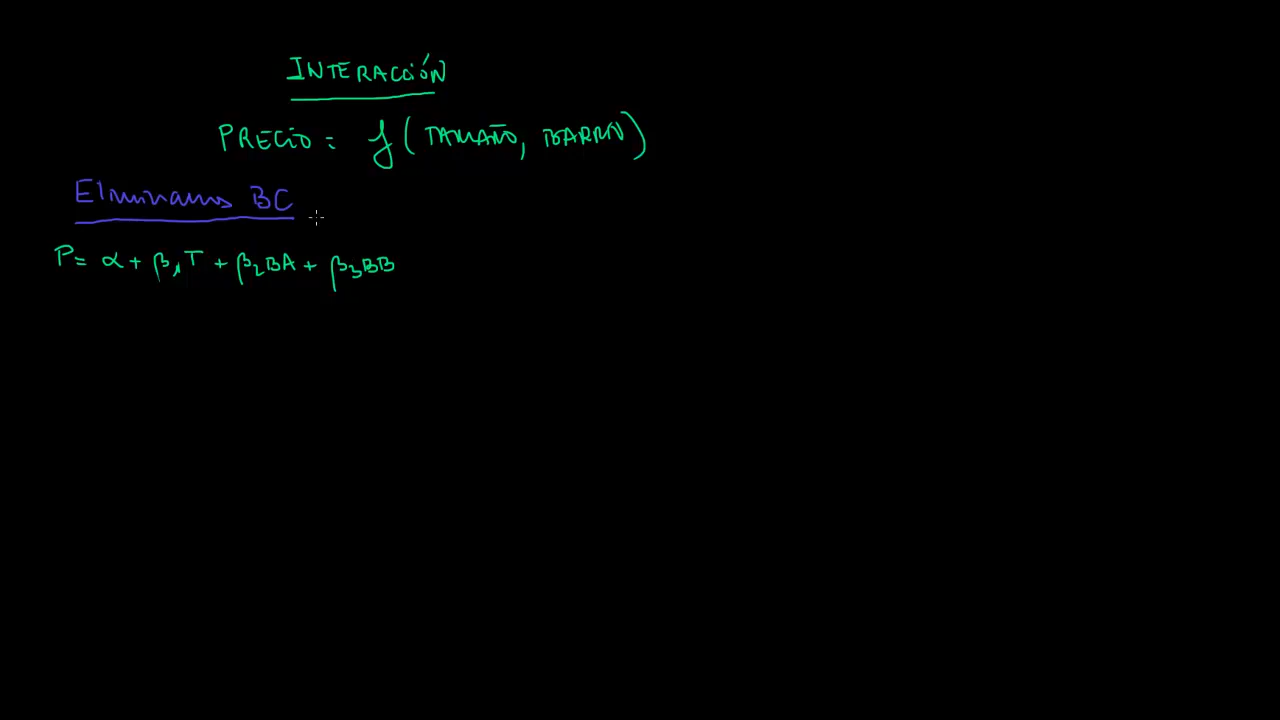 INTERACCIÓN
PRECIO = f(TAMAÑO, BARRIO)
Eliminamos BC
P = α + β₁T + β₂BA + β₃BB